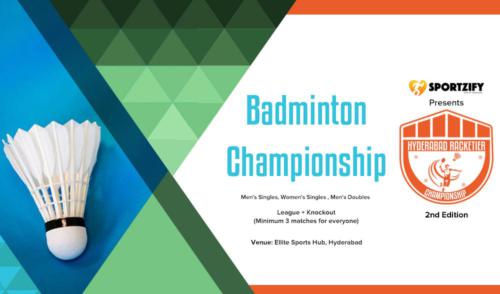 SPORTZIFY
Presents
HYDERABAD RACKETIER
CHAMPIONSHIP
2nd Edition
Badminton
Championship
Men's Singles, Women's Singles , Men's Doubles
League + Knockout
(Minimum 3 matches for everyone)
Venue: Ellite Sports Hub, Hyderabad